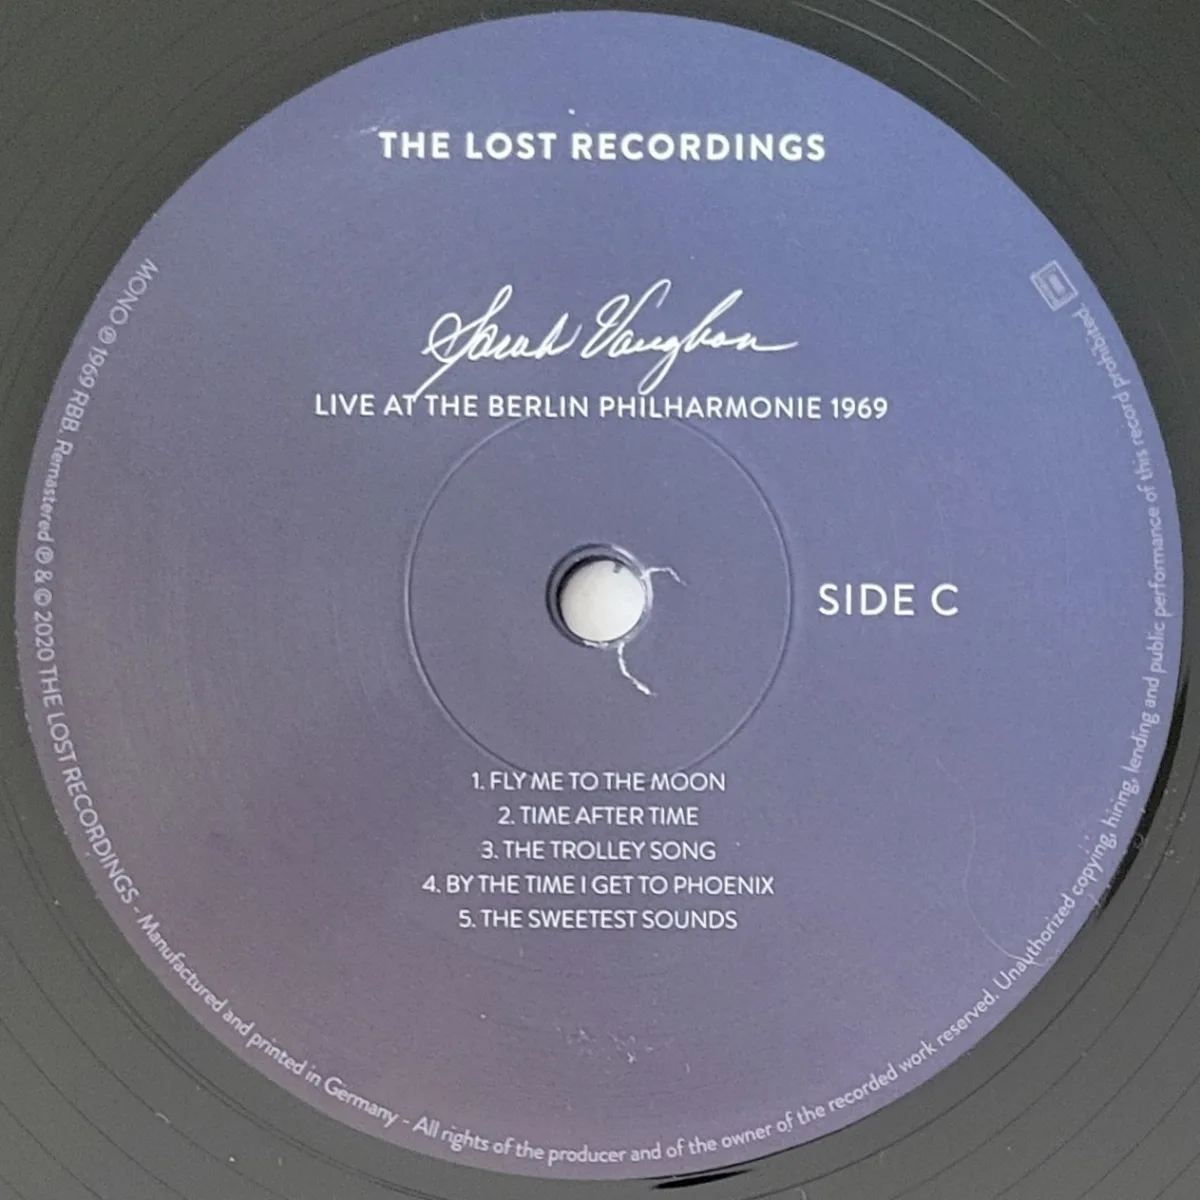 THE LOST RECORDINGS
Sarah Vaughan
LIVE AT THE BERLIN PHILHARMONIE 1969
SIDE C
1. FLY ME TO THE MOON
2. TIME AFTER TIME
3. THE TROLLEY SONG
4. BY THE TIME I GET TO PHOENIX
5. THE SWEETEST SOUNDS
MONO ℗ 1969 RBB. Remastered ℗ & © 2020 THE LOST RECORDINGS - Manufactured and printed in Germany - All rights of the producer and of the owner of the recorded work reserved. Unauthorized copying, hiring, lending and public performance of this record prohibited.